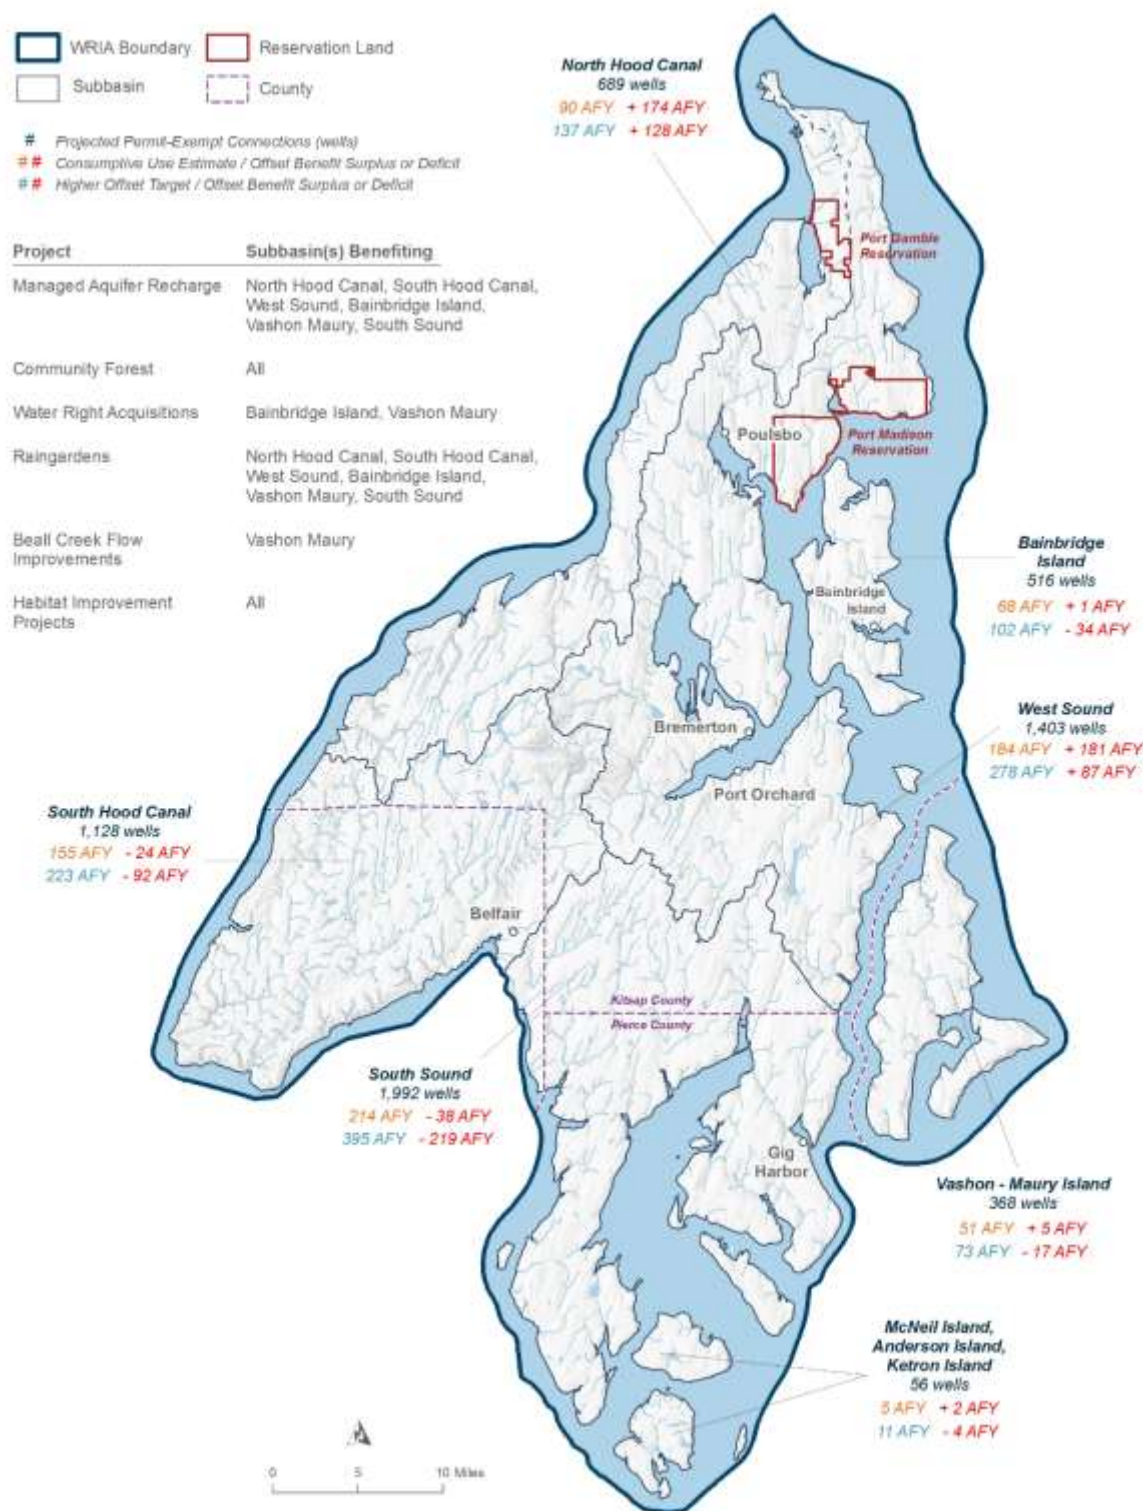 WRIA Boundary
Reservation Land
Subbasin
County
# Projected Permit-Exempt Connections (wells)
## Consumptive Use Estimate / Offset Benefit Surplus or Deficit
## Higher Offset Target / Offset Benefit Surplus or Deficit
Project Subbasin(s) Benefiting
Managed Aquifer Recharge North Hood Canal, South Hood Canal,
West Sound, Bainbridge Island,
Vashon Maury, South Sound
Community Forest All
Water Right Acquisitions Bainbridge Island, Vashon Maury
Raingardens North Hood Canal, South Hood Canal,
West Sound, Bainbridge Island,
Vashon Maury, South Sound
Beall Creek Flow Vashon Maury
Improvements
Habitat Improvement All
Projects
North Hood Canal
689 wells
90 AFY + 174 AFY
137 AFY + 128 AFY
Port Gamble
Reservation
Poulsbo
Port Madison
Reservation
Bainbridge
Island
516 wells
68 AFY + 1 AFY
102 AFY - 34 AFY
Bainbridge
Island
West Sound
1,403 wells
184 AFY + 181 AFY
278 AFY + 87 AFY
Bremerton
Port Orchard
South Hood Canal
1,128 wells
155 AFY - 24 AFY
223 AFY - 92 AFY
Belfair
Kitsap County
Pierce County
South Sound
1,992 wells
214 AFY - 38 AFY
395 AFY - 219 AFY
Gig
Harbor
Vashon - Maury Island
368 wells
51 AFY + 5 AFY
73 AFY - 17 AFY
McNeil Island,
Anderson Island,
Ketron Island
56 wells
5 AFY + 2 AFY
11 AFY - 4 AFY
0 5 10 Miles